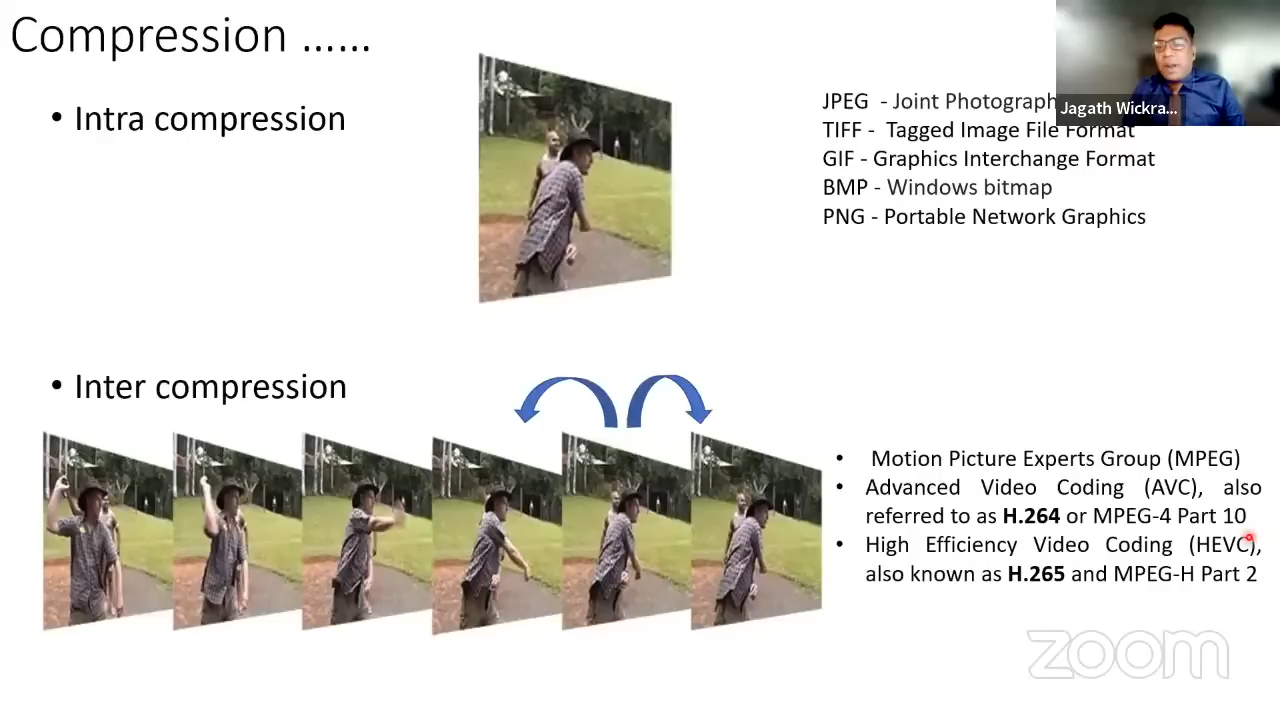 Compression ......
• Intra compression
JPEG - Joint Photograph
TIFF - Tagged Image File Format
GIF - Graphics Interchange Format
BMP - Windows bitmap
PNG - Portable Network Graphics
Jagath Wickra...
• Inter compression
• Motion Picture Experts Group (MPEG)
• Advanced Video Coding (AVC), also
referred to as H.264 or MPEG-4 Part 10
• High Efficiency Video Coding (HEVC),
also known as H.265 and MPEG-H Part 2
zoom